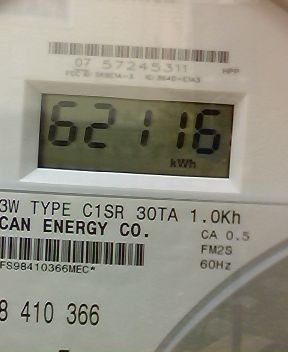 07 57245311 HPP
62116
kWh
3W TYPE C1SR 30TA 1.0Kh
CAN ENERGY CO.
CA 0.5
FM2S
60Hz
FS98410366MEC*
8 410 366